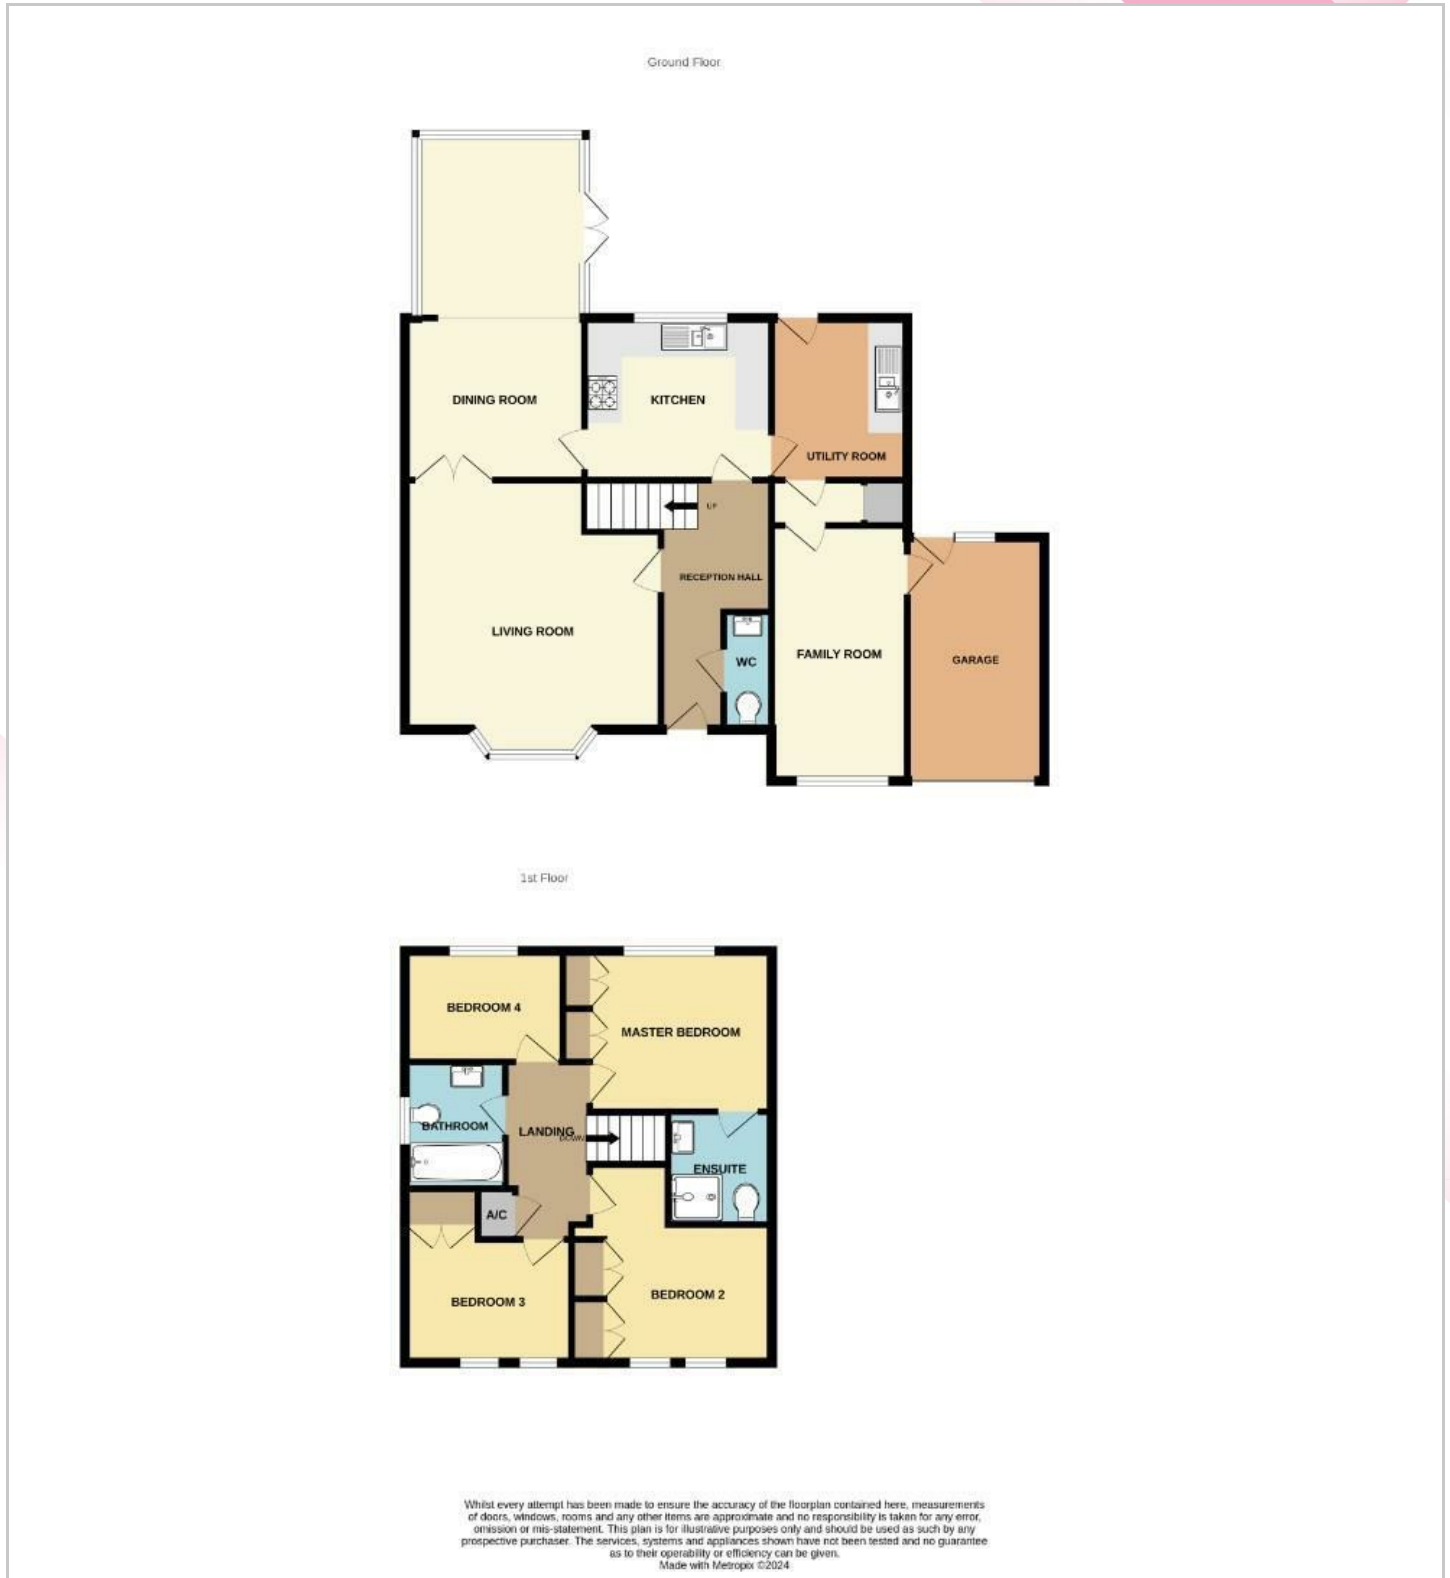 Ground Floor
DINING ROOM
KITCHEN
UTILITY ROOM
UP
RECEPTION HALL
LIVING ROOM
WC
FAMILY ROOM
GARAGE
1st Floor
BEDROOM 4
MASTER BEDROOM
BATHROOM
LANDING
DOWN
ENSUITE
A/C
BEDROOM 3
BEDROOM 2
Whilst every attempt has been made to ensure the accuracy of the floorplan contained here, measurements
of doors, windows, rooms and any other items are approximate and no responsibility is taken for any error,
omission or mis-statement. This plan is for illustrative purposes only and should be used as such by any
prospective purchaser. The services, systems and appliances shown have not been tested and no guarantee
as to their operability or efficiency can be given.
Made with Metropix ©2024